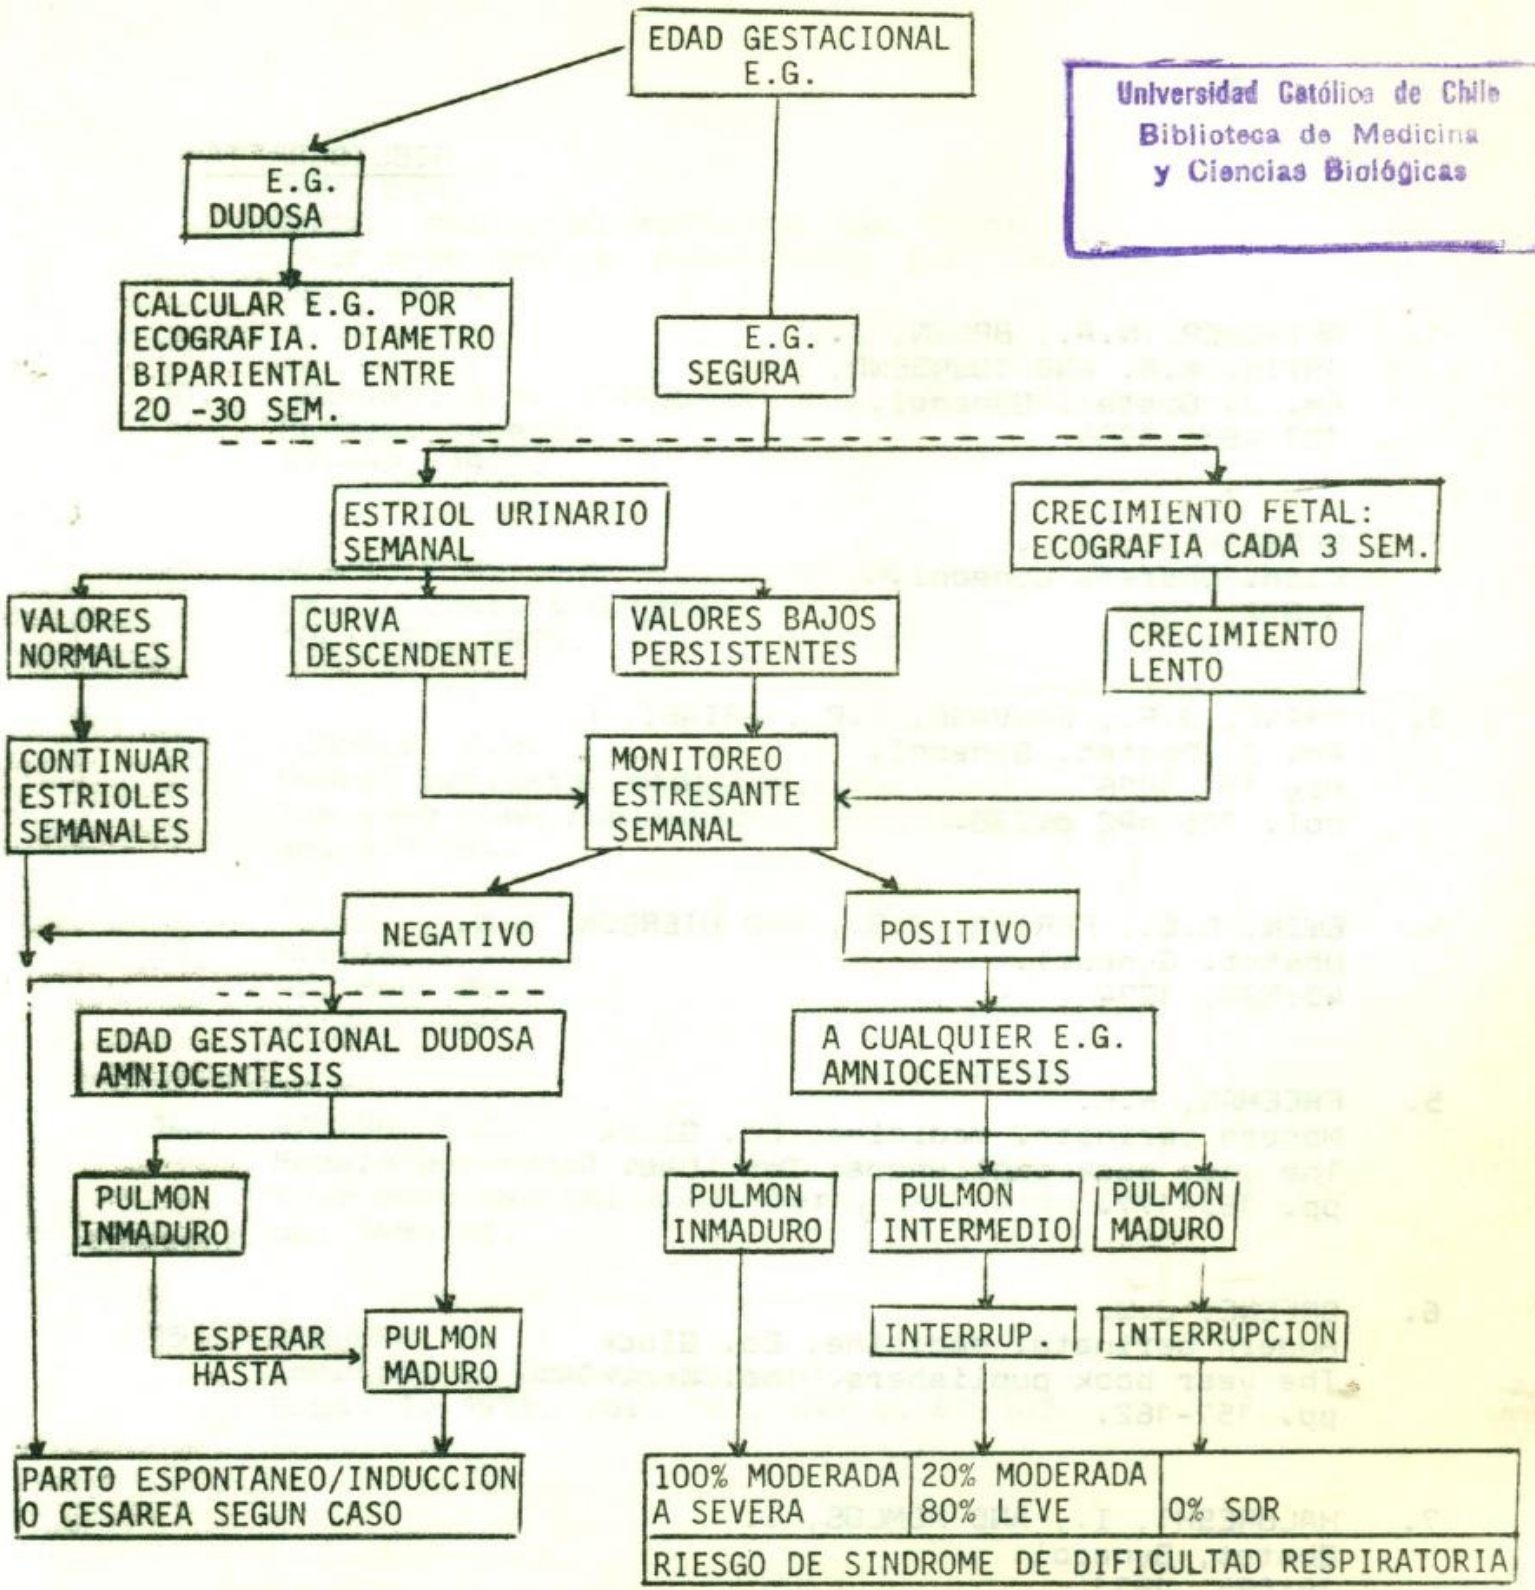 EDAD GESTACIONAL
E.G.
Universidad Católica de Chile
Biblioteca de Medicina
y Ciencias Biológicas
E.G.
DUDOSA
CALCULAR E.G. POR
ECOGRAFIA. DIAMETRO
BIPARIENTAL ENTRE
20 -30 SEM.
E.G.
SEGURA
ESTRIOL URINARIO
SEMANAL
CRECIMIENTO FETAL:
ECOGRAFIA CADA 3 SEM.
VALORES
NORMALES
CURVA
DESCENDENTE
VALORES BAJOS
PERSISTENTES
CRECIMIENTO
LENTO
CONTINUAR
ESTRIOLES
SEMANALES
MONITOREO
ESTRESANTE
SEMANAL
NEGATIVO
POSITIVO
EDAD GESTACIONAL DUDOSA
AMNIOCENTESIS
A CUALQUIER E.G.
AMNIOCENTESIS
PULMON
INMADURO
PULMON
INMADURO
PULMON
INTERMEDIO
PULMON
MADURO
ESPERAR
HASTA
PULMON
MADURO
INTERRUP.
INTERRUPCION
PARTO ESPONTANEO/INDUCCION
O CESAREA SEGUN CASO
100% MODERADA
A SEVERA
20% MODERADA
80% LEVE
0% SDR
RIESGO DE SINDROME DE DIFICULTAD RESPIRATORIA